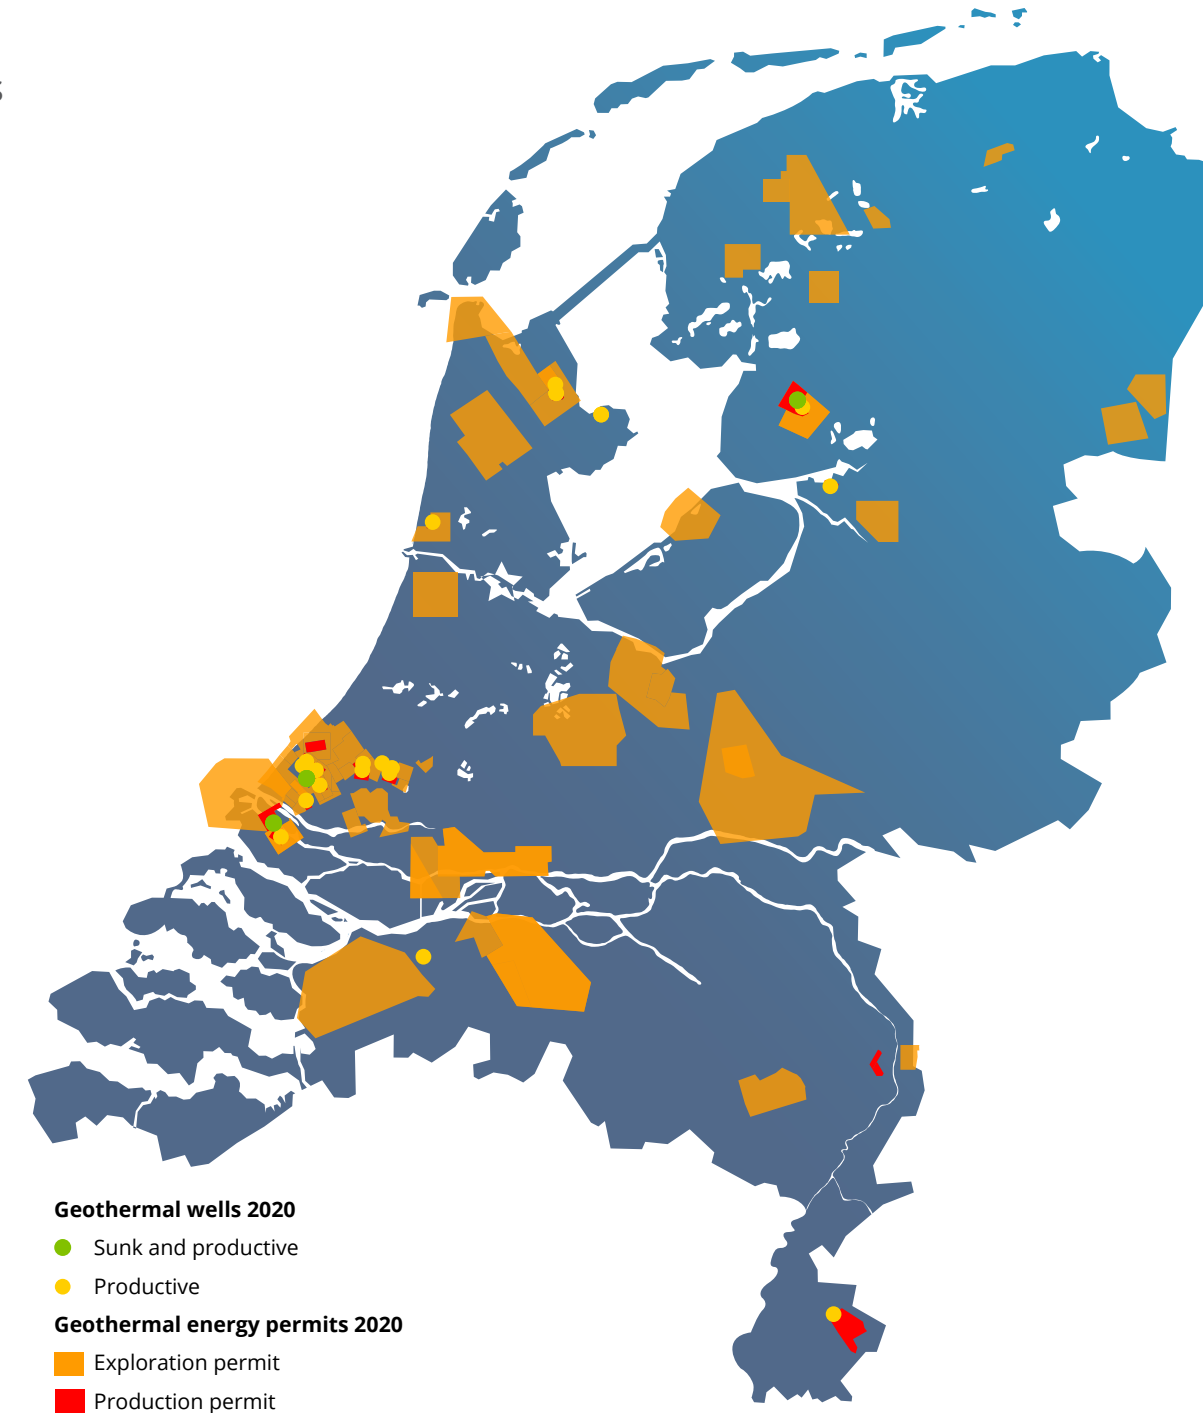 s
Geothermal wells 2020
Sunk and productive
Productive
Geothermal energy permits 2020
Exploration permit
Production permit